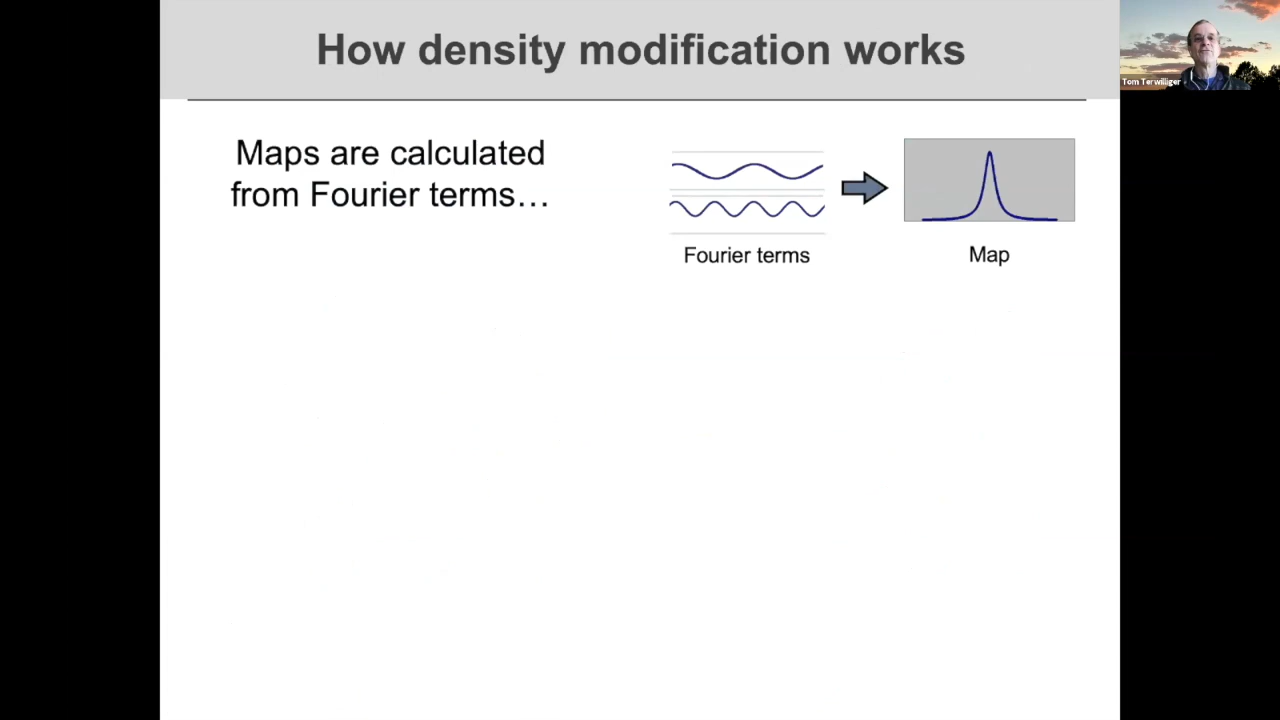 How density modification works
Tom Terwilliger
Maps are calculated
from Fourier terms…
Fourier terms
Map